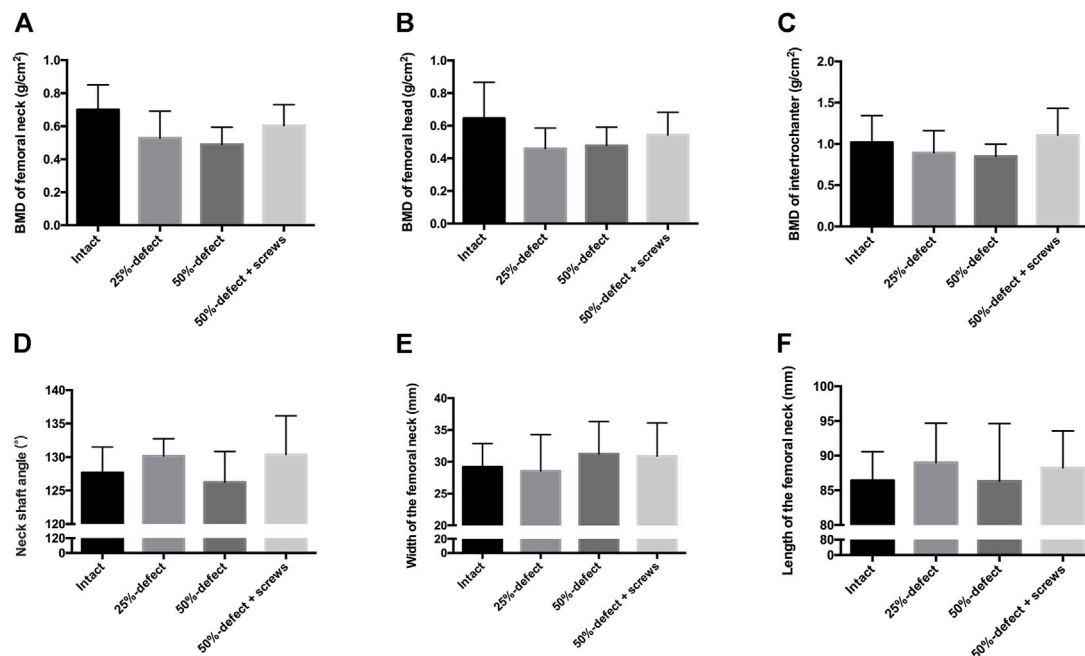 A
BMD of femoral neck (g/cm²)
1.0
0.8
0.6
0.4
0.2
0.0
Intact
25%-defect
50%-defect
50%-defect + screws
B
BMD of femoral head (g/cm²)
1.0
0.8
0.6
0.4
0.2
0.0
Intact
25%-defect
50%-defect
50%-defect + screws
C
BMD of intertrochanter (g/cm²)
2.0
1.5
1.0
0.5
0.0
Intact
25%-defect
50%-defect
50%-defect + screws
D
Neck shaft angle (°)
140
135
130
125
120
120
0
Intact
25%-defect
50%-defect
50%-defect + screws
E
Width of the femoral neck (mm)
40
35
30
25
20
20
0
Intact
25%-defect
50%-defect
50%-defect + screws
F
Length of the femoral neck (mm)
100
95
90
85
80
80
0
Intact
25%-defect
50%-defect
50%-defect + screws